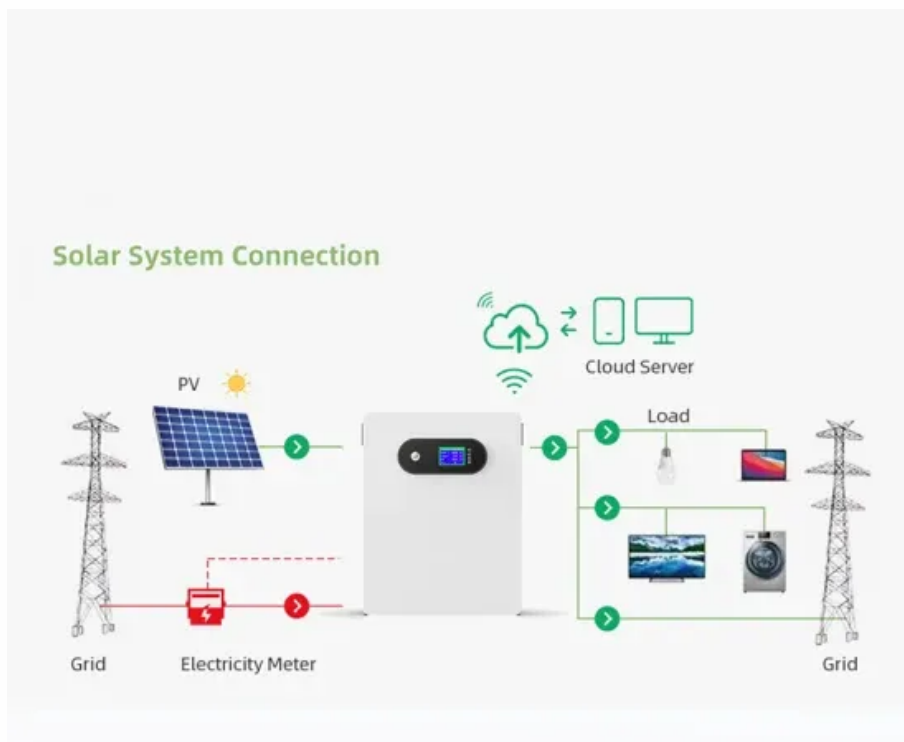 Solar System Connection
Cloud Server
PV
Load
Grid
Electricity Meter
Grid